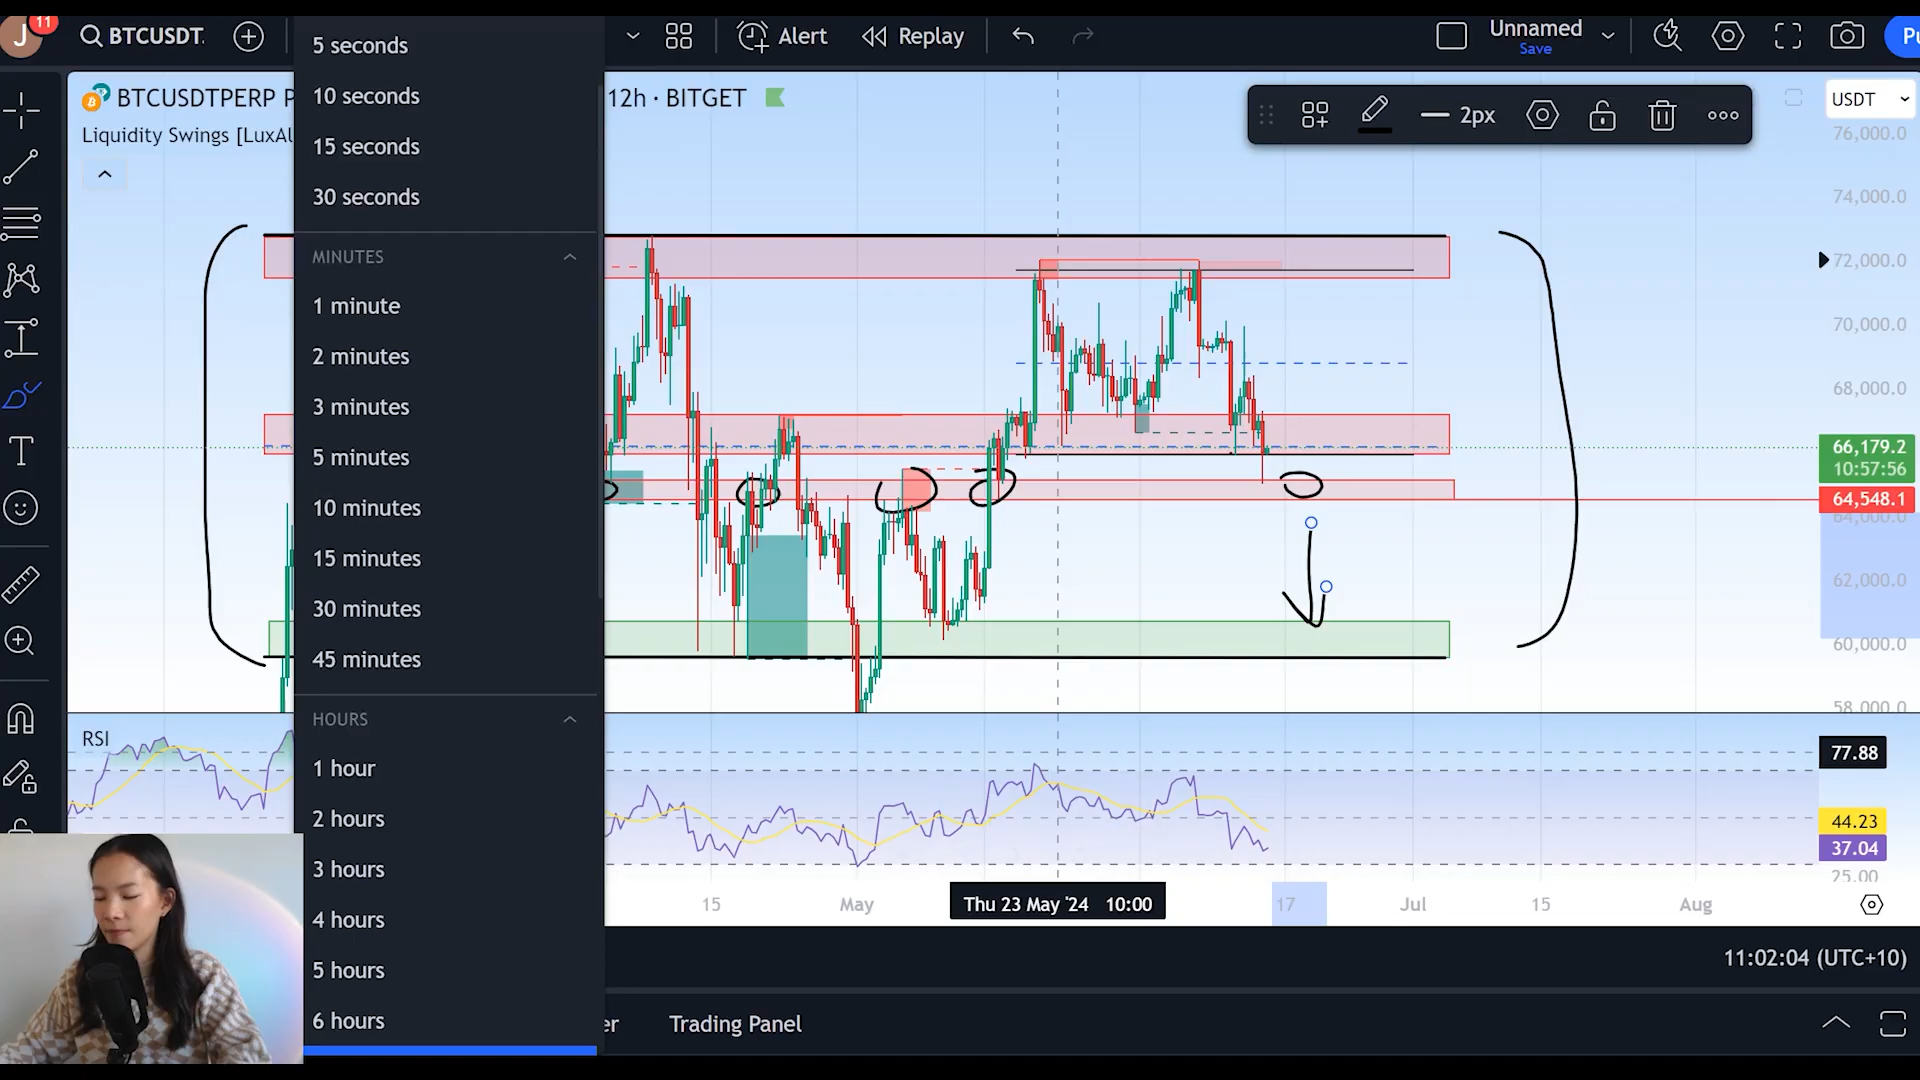 J
11
BTCUSDT
Alert
Replay
Unnamed
Save
Pu
BTCUSDTPERP P
12h · BITGET
Liquidity Swings [LuxAl
5 seconds
10 seconds
15 seconds
30 seconds
MINUTES
1 minute
2 minutes
3 minutes
5 minutes
10 minutes
15 minutes
30 minutes
45 minutes
HOURS
1 hour
2 hours
3 hours
4 hours
5 hours
6 hours
2px
USDT
76,000.0
74,000.0
72,000.0
70,000.0
68,000.0
66,179.2
10:57:56
64,548.1
64,000.0
62,000.0
60,000.0
58,000.0
RSI
77.88
44.23
37.04
25.00
15
May
Thu 23 May '24 10:00
17
Jul
15
Aug
11:02:04 (UTC+10)
er
Trading Panel